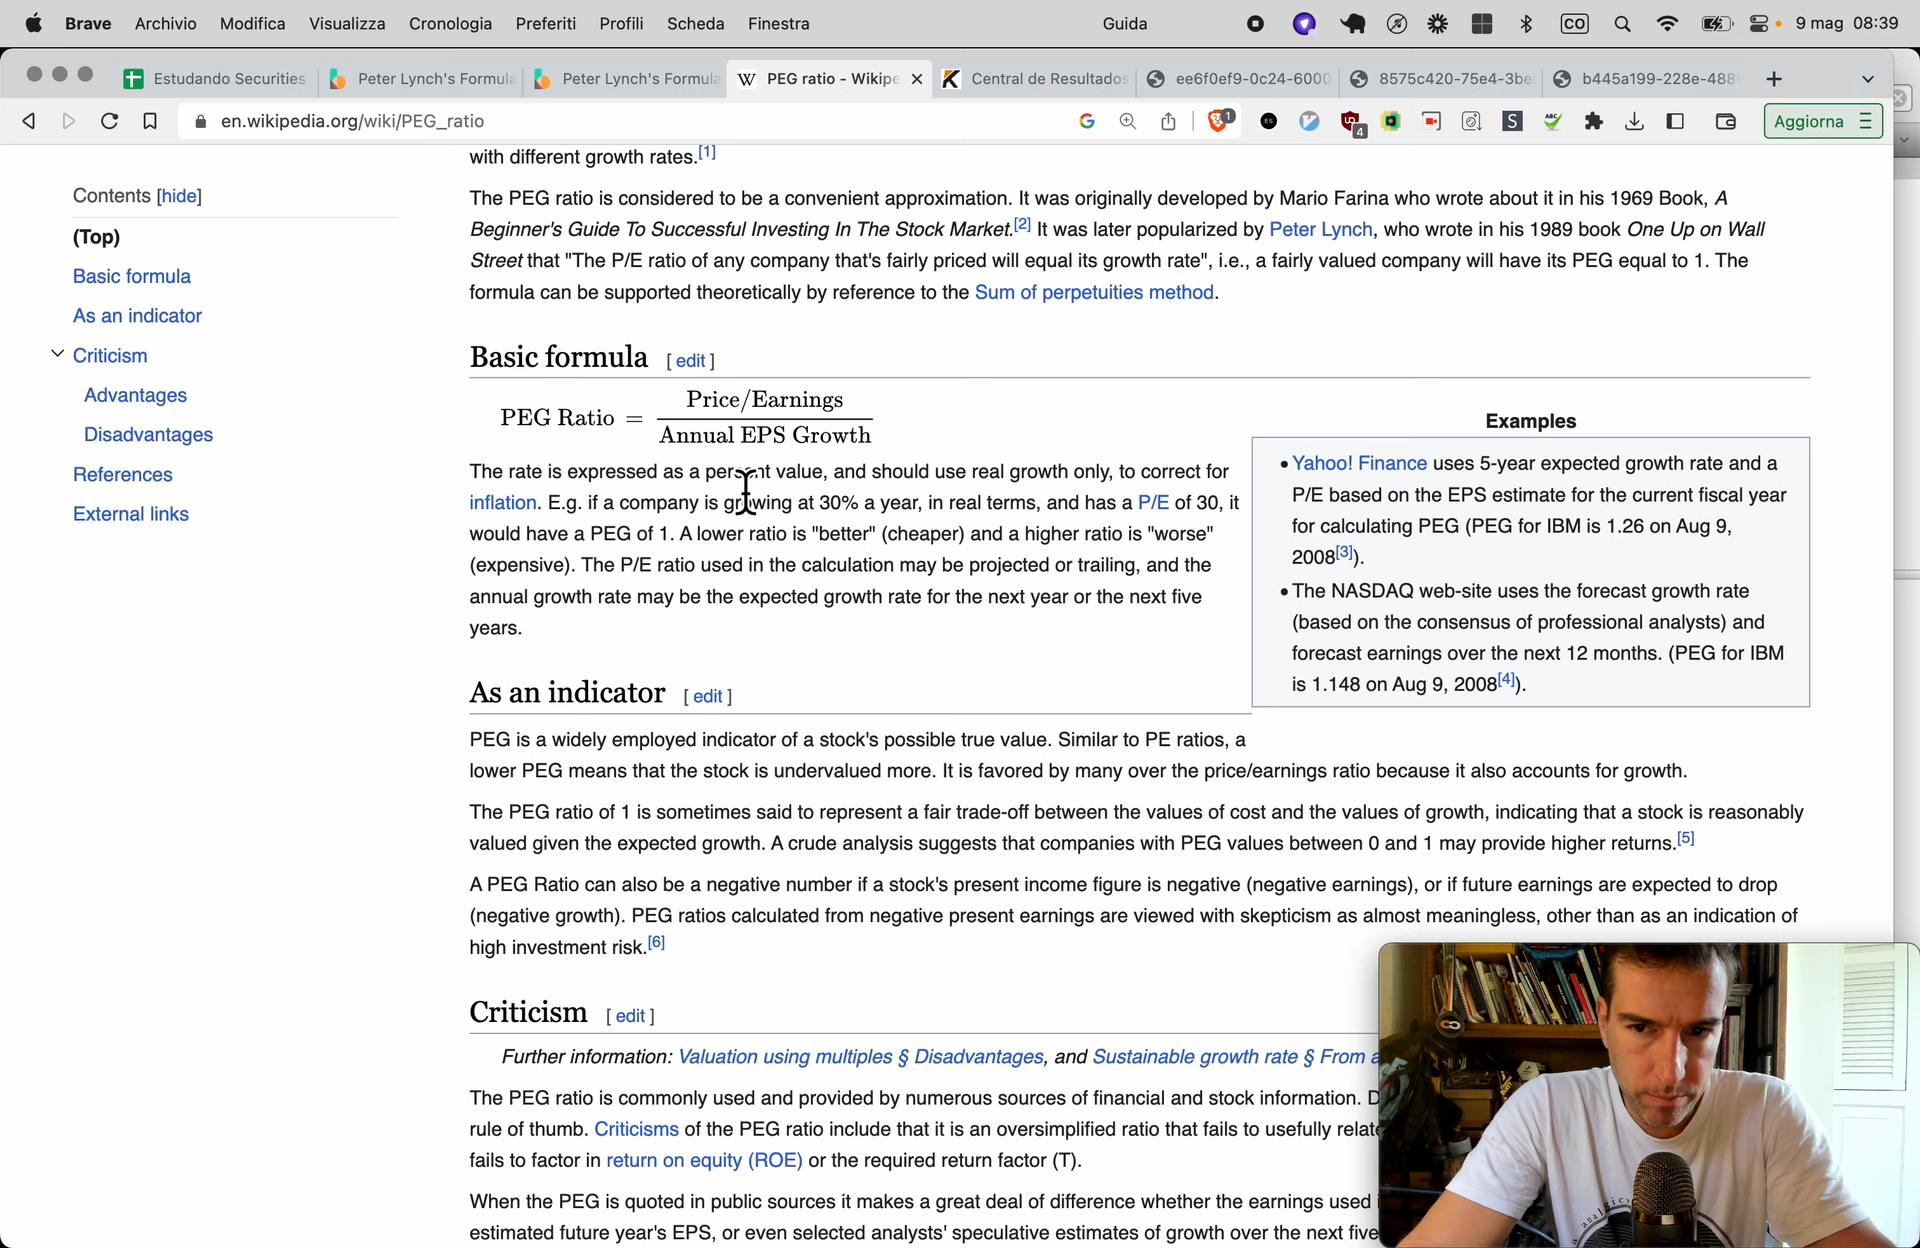 Brave Archivio Modifica Visualizza Cronologia Preferiti Profili Scheda Finestra Guida CO 9 mag 08:39
Estudando Securities Peter Lynch's Formula Peter Lynch's Formula W PEG ratio - Wikipe Central de Resultados ee6f0ef9-0c24-6000 8575c420-75e4-3be b445a199-228e-488
en.wikipedia.org/wiki/PEG_ratio 1 4 S ABC Aggiorna
Contents [hide]
(Top)
Basic formula
As an indicator
Criticism
Advantages
Disadvantages
References
External links
with different growth rates.[1]
The PEG ratio is considered to be a convenient approximation. It was originally developed by Mario Farina who wrote about it in his 1969 Book, A
Beginner's Guide To Successful Investing In The Stock Market.[2] It was later popularized by Peter Lynch, who wrote in his 1989 book One Up on Wall
Street that "The P/E ratio of any company that's fairly priced will equal its growth rate", i.e., a fairly valued company will have its PEG equal to 1. The
formula can be supported theoretically by reference to the Sum of perpetuities method.
Basic formula [ edit ]
PEG Ratio = Price/Earnings
Annual EPS Growth
The rate is expressed as a percent value, and should use real growth only, to correct for
inflation. E.g. if a company is growing at 30% a year, in real terms, and has a P/E of 30, it
would have a PEG of 1. A lower ratio is "better" (cheaper) and a higher ratio is "worse"
(expensive). The P/E ratio used in the calculation may be projected or trailing, and the
annual growth rate may be the expected growth rate for the next year or the next five
years.
Examples
• Yahoo! Finance uses 5-year expected growth rate and a
P/E based on the EPS estimate for the current fiscal year
for calculating PEG (PEG for IBM is 1.26 on Aug 9,
2008[3]).
• The NASDAQ web-site uses the forecast growth rate
(based on the consensus of professional analysts) and
forecast earnings over the next 12 months. (PEG for IBM
is 1.148 on Aug 9, 2008[4]).
As an indicator [ edit ]
PEG is a widely employed indicator of a stock's possible true value. Similar to PE ratios, a
lower PEG means that the stock is undervalued more. It is favored by many over the price/earnings ratio because it also accounts for growth.
The PEG ratio of 1 is sometimes said to represent a fair trade-off between the values of cost and the values of growth, indicating that a stock is reasonably
valued given the expected growth. A crude analysis suggests that companies with PEG values between 0 and 1 may provide higher returns.[5]
A PEG Ratio can also be a negative number if a stock's present income figure is negative (negative earnings), or if future earnings are expected to drop
(negative growth). PEG ratios calculated from negative present earnings are viewed with skepticism as almost meaningless, other than as an indication of
high investment risk.[6]
Criticism [ edit ]
Further information: Valuation using multiples § Disadvantages, and Sustainable growth rate § From a
The PEG ratio is commonly used and provided by numerous sources of financial and stock information. D
rule of thumb. Criticisms of the PEG ratio include that it is an oversimplified ratio that fails to usefully relate
fails to factor in return on equity (ROE) or the required return factor (T).
When the PEG is quoted in public sources it makes a great deal of difference whether the earnings used i
estimated future year's EPS, or even selected analysts' speculative estimates of growth over the next five